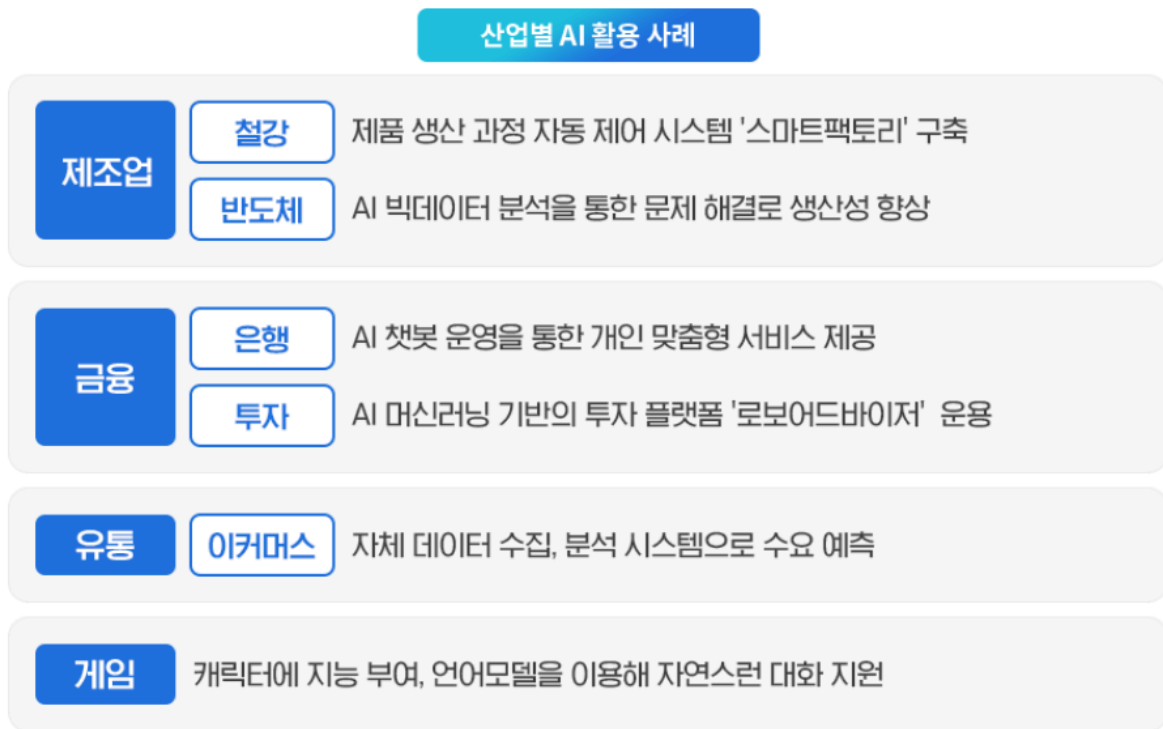 산업별 AI 활용 사례
제조업
철강 제품 생산 과정 자동 제어 시스템 '스마트팩토리' 구축
반도체 AI 빅데이터 분석을 통한 문제 해결로 생산성 향상
금융
은행 AI 챗봇 운영을 통한 개인 맞춤형 서비스 제공
투자 AI 머신러닝 기반의 투자 플랫폼 '로보어드바이저' 운용
유통 이커머스 자체 데이터 수집, 분석 시스템으로 수요 예측
게임 캐릭터에 지능 부여, 언어모델을 이용해 자연스런 대화 지원